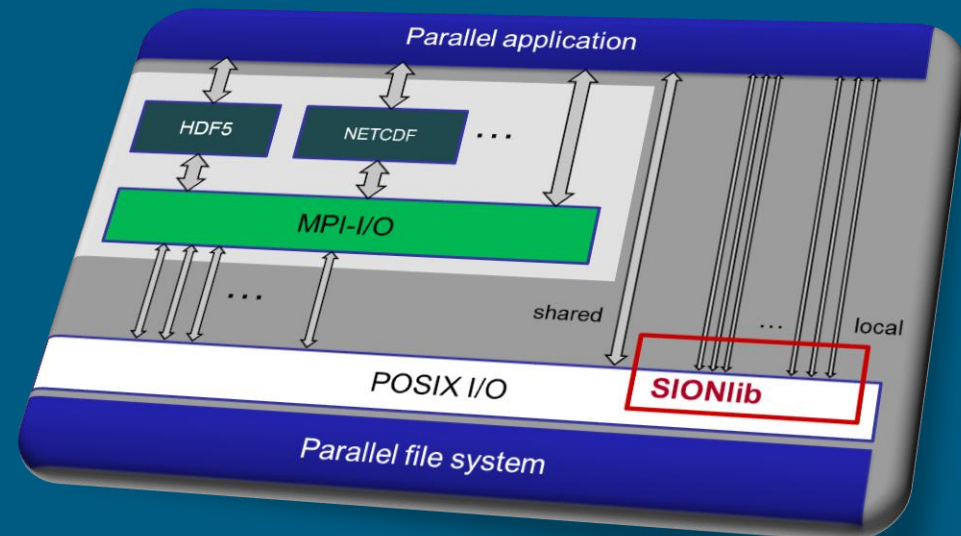 Parallel application
HDF5
NETCDF
...
MPI-I/O
...
shared
...
local
POSIX I/O
SIONlib
Parallel file system